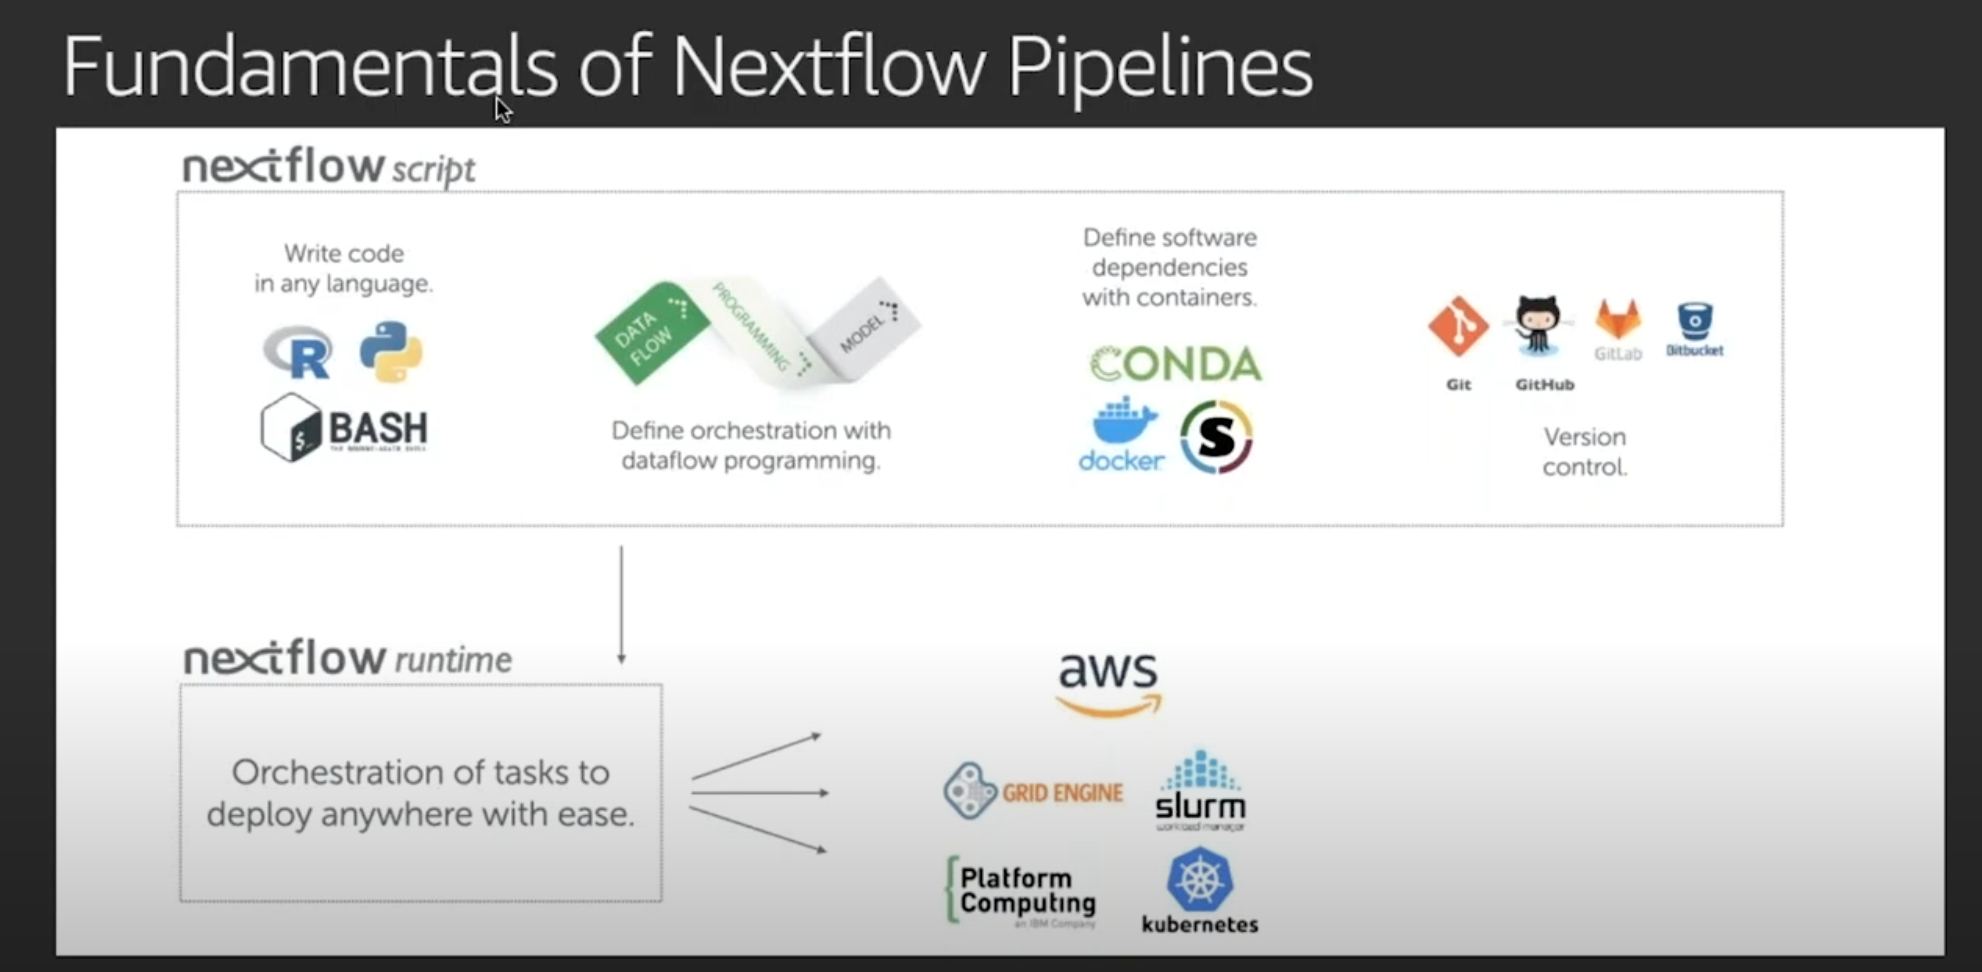 Fundamentals of Nextflow Pipelines
nextflow script
Write code
in any language.
R
BASH
DATA
FLOW
PROGRAMMING
MODEL
Define orchestration with
dataflow programming.
Define software
dependencies
with containers.
CONDA
docker
S
Git
GitHub
GitLab
Bitbucket
Version
control.
nextflow runtime
Orchestration of tasks to
deploy anywhere with ease.
aws
GRID ENGINE
slurm
workload manager
Platform
Computing
an IBM Company
kubernetes